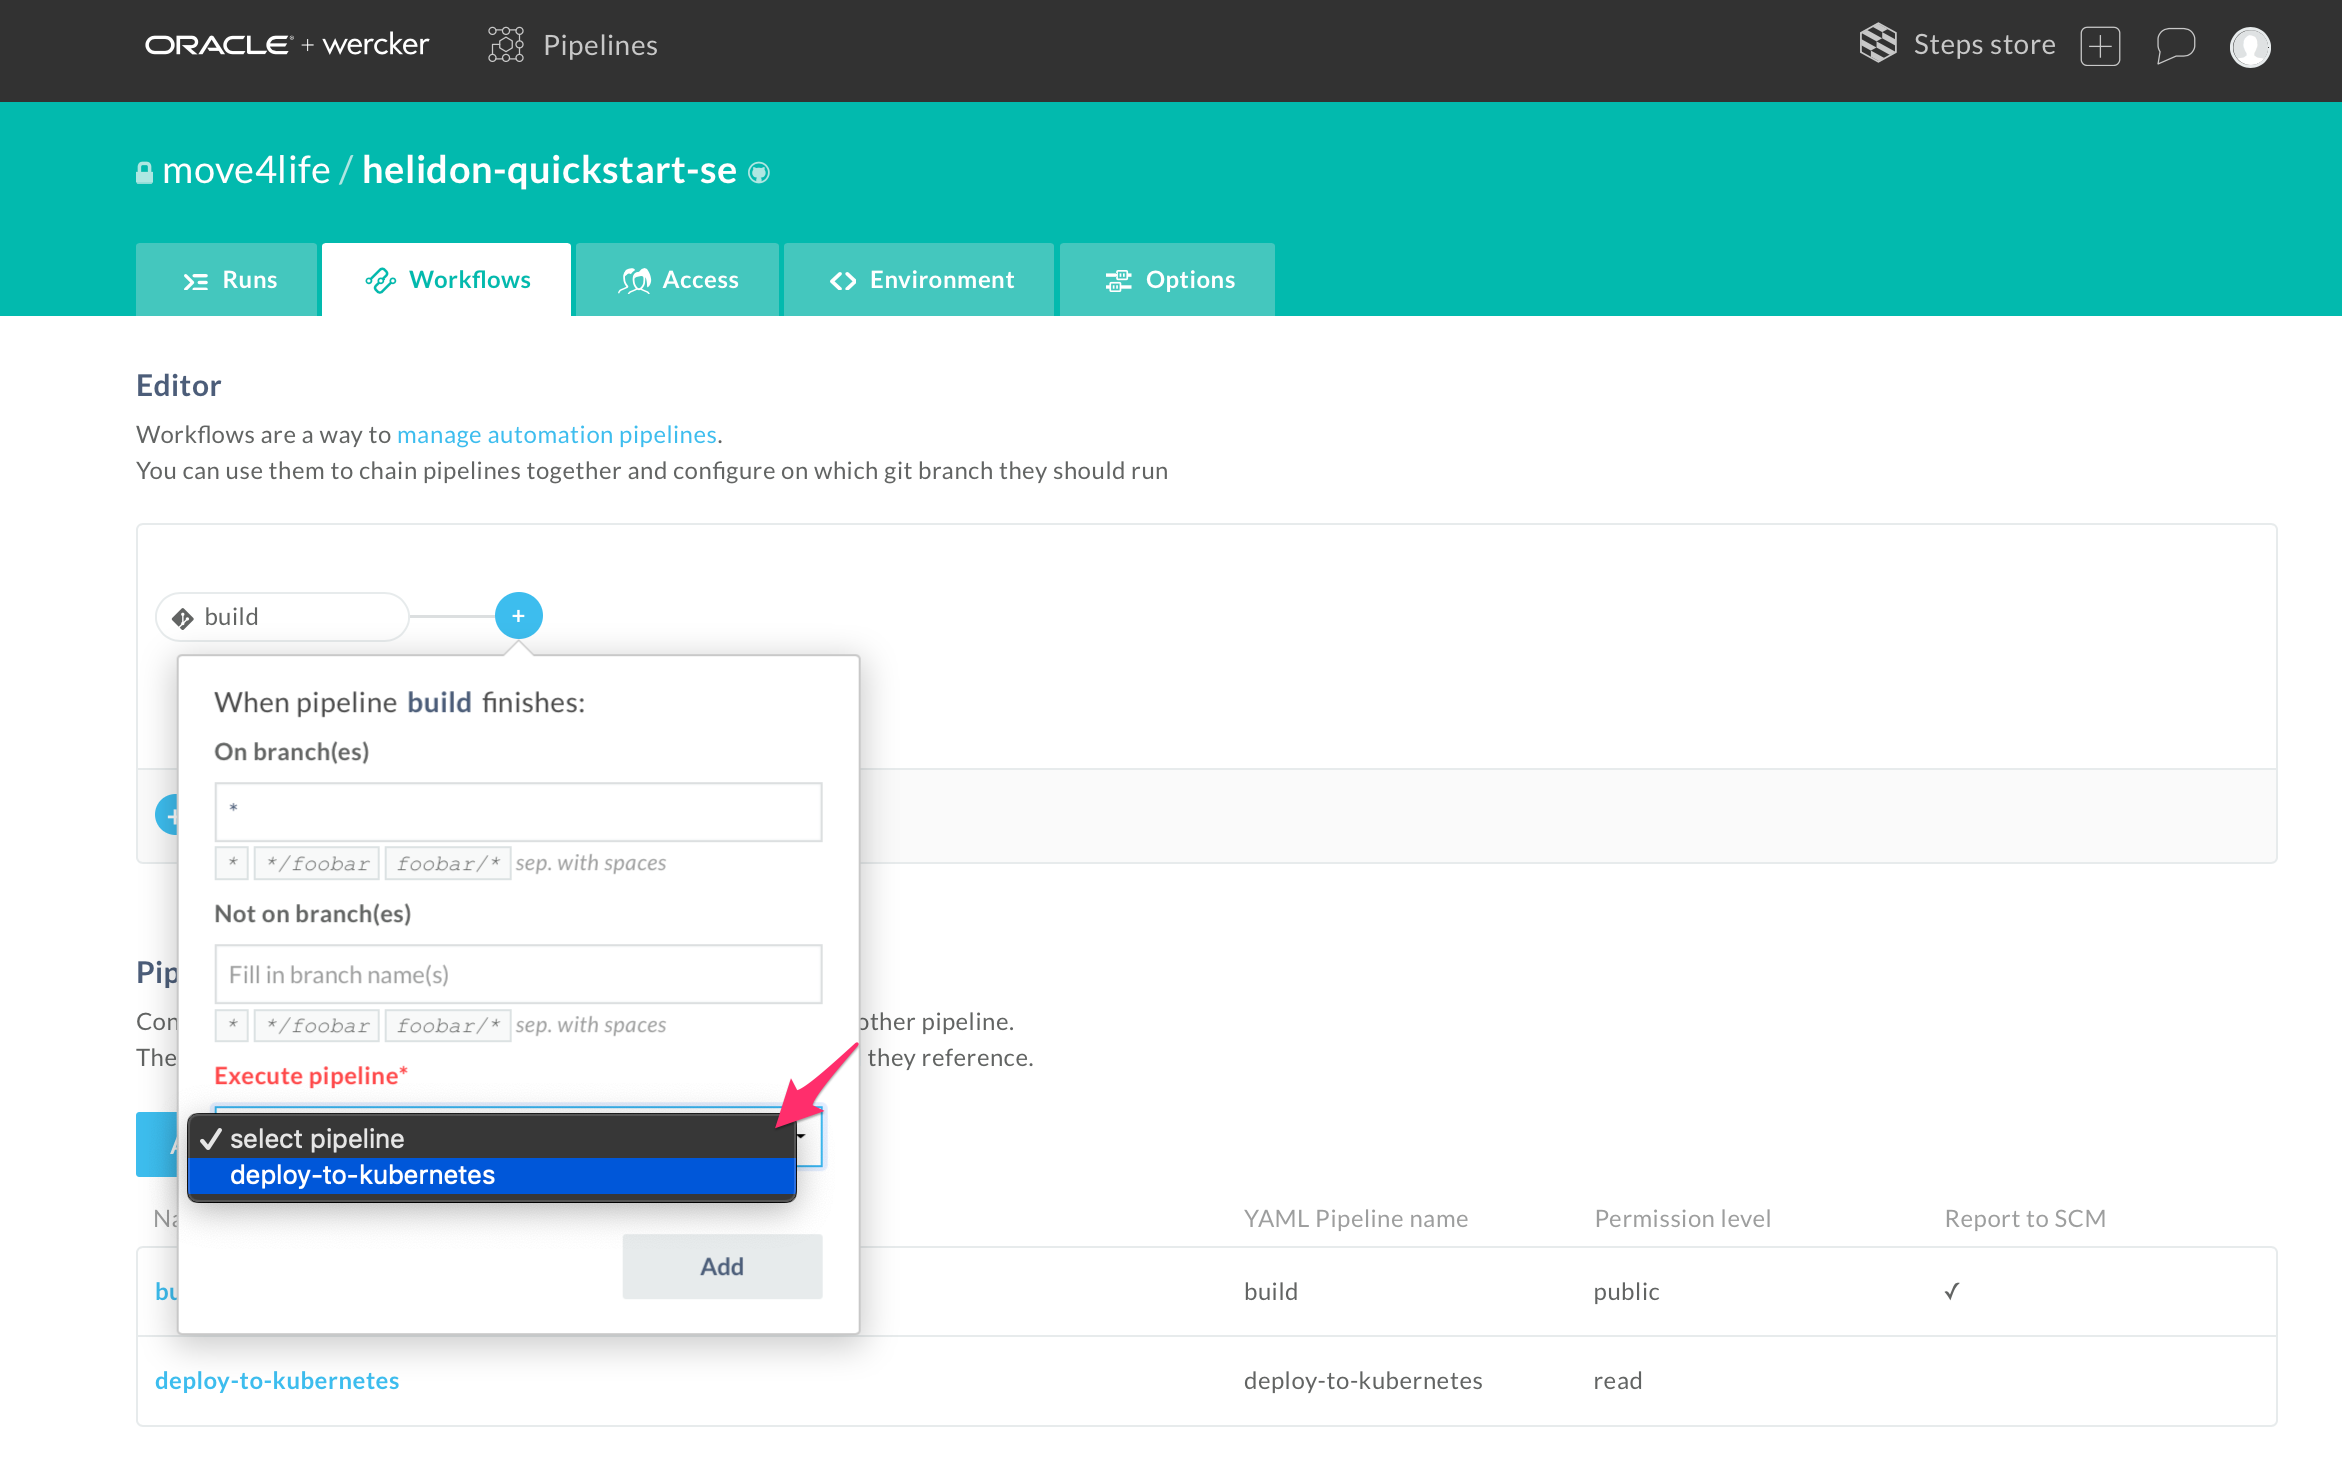 ORACLE + wercker Pipelines Steps store
move4life / helidon-quickstart-se
Runs Workflows Access Environment Options
Editor
Workflows are a way to manage automation pipelines.
You can use them to chain pipelines together and configure on which git branch they should run
build
+
When pipeline build finishes:
On branch(es)
*
* */foobar foobar/* sep. with spaces
Not on branch(es)
Fill in branch name(s)
* */foobar foobar/* sep. with spaces
Pip
Con other pipeline.
The they reference.
Execute pipeline*
✓ select pipeline
deploy-to-kubernetes
YAML Pipeline name Permission level Report to SCM
Add
bu build public ✓
deploy-to-kubernetes deploy-to-kubernetes read